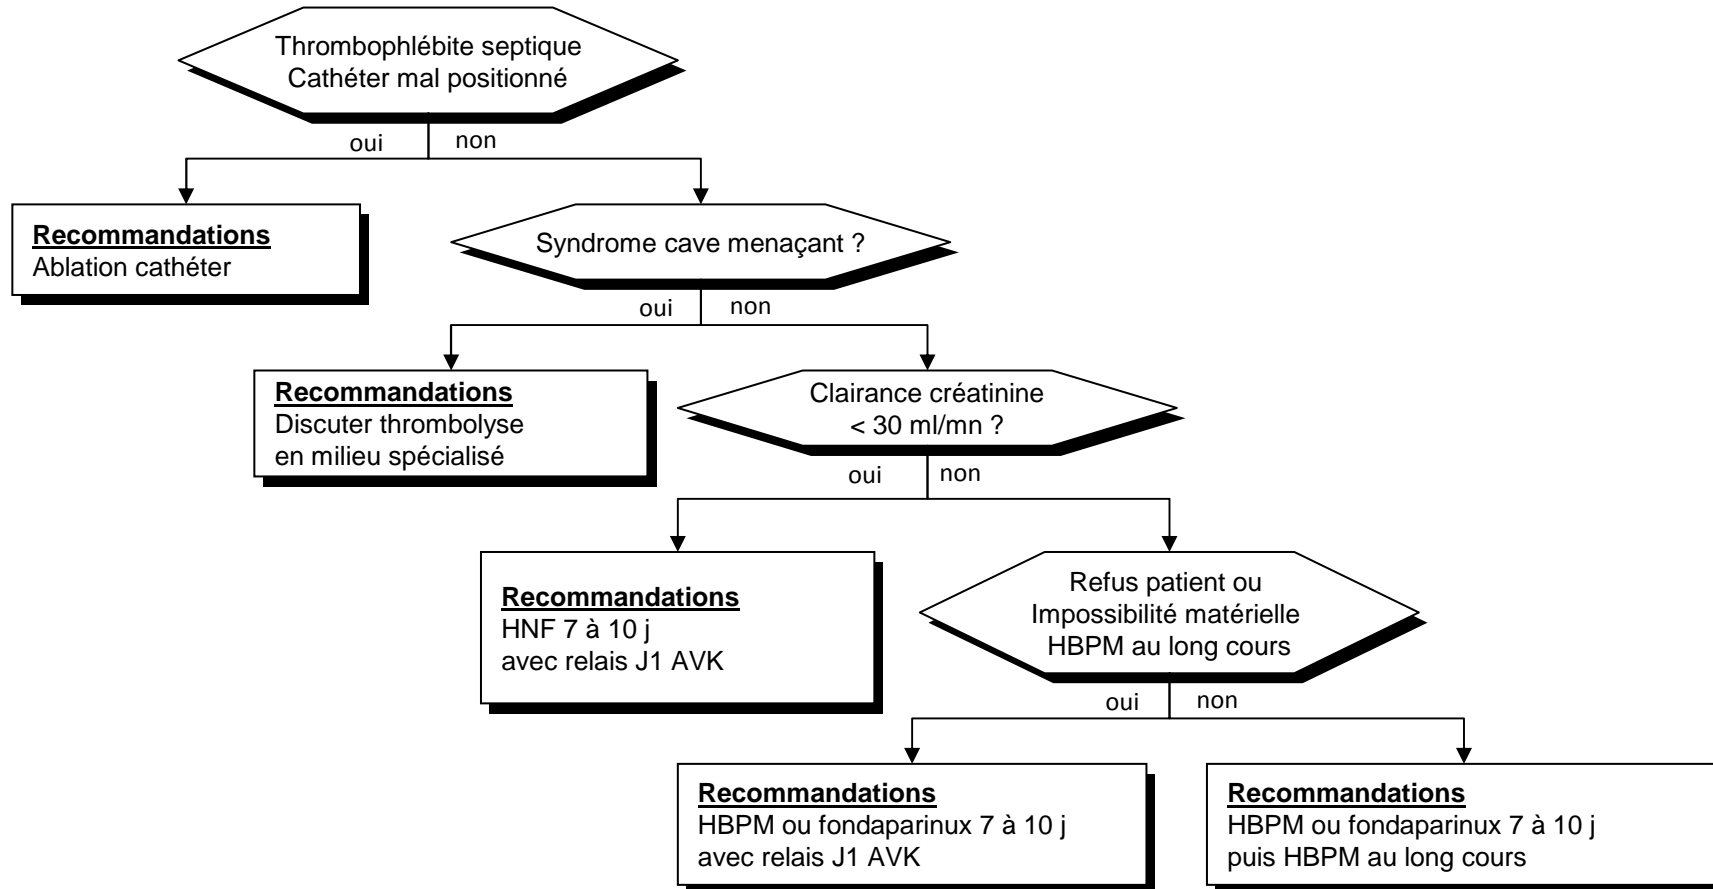 Thrombophlébite septique
Cathéter mal positionné
oui
non
Recommandations
Ablation cathéter
Syndrome cave menaçant ?
oui
non
Recommandations
Discuter thrombolyse
en milieu spécialisé
Clairance créatinine
< 30 ml/mn ?
oui
non
Recommandations
HNF 7 à 10 j
avec relais J1 AVK
Refus patient ou
Impossibilité matérielle
HBPM au long cours
oui
non
Recommandations
HBPM ou fondaparinux 7 à 10 j
avec relais J1 AVK
Recommandations
HBPM ou fondaparinux 7 à 10 j
puis HBPM au long cours